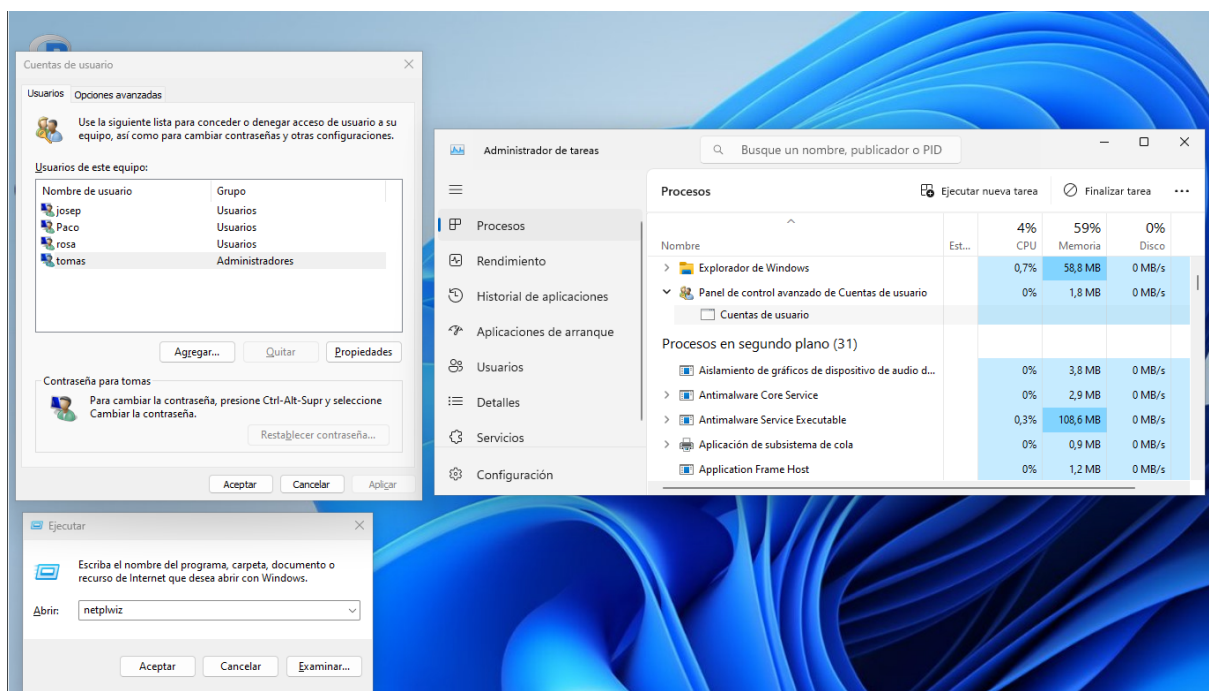 Cuentas de usuario
Usuarios Opciones avanzadas
Use la siguiente lista para conceder o denegar acceso de usuario a su
equipo, así como para cambiar contraseñas y otras configuraciones.
Usuarios de este equipo:
Nombre de usuario Grupo
josep Usuarios
Paco Usuarios
rosa Usuarios
tomas Administradores
Agregar... Quitar Propiedades
Contraseña para tomas
Para cambiar la contraseña, presione Ctrl-Alt-Supr y seleccione
Cambiar la contraseña.
Restablecer contraseña...
Aceptar Cancelar Aplicar
Ejecutar
Escriba el nombre del programa, carpeta, documento o
recurso de Internet que desea abrir con Windows.
Abrir: netplwiz
Aceptar Cancelar Examinar...
Administrador de tareas
Busque un nombre, publicador o PID
Procesos
Rendimiento
Historial de aplicaciones
Aplicaciones de arranque
Usuarios
Detalles
Servicios
Configuración
Procesos Ejecutar nueva tarea Finalizar tarea ...
4% 59% 0%
Nombre Est... CPU Memoria Disco
Explorador de Windows 0,7% 58,8 MB 0 MB/s
Panel de control avanzado de Cuentas de usuario 0% 1,8 MB 0 MB/s
Cuentas de usuario
Procesos en segundo plano (31)
Aislamiento de gráficos de dispositivo de audio d... 0% 3,8 MB 0 MB/s
Antimalware Core Service 0% 2,9 MB 0 MB/s
Antimalware Service Executable 0,3% 108,6 MB 0 MB/s
Aplicación de subsistema de cola 0% 0,9 MB 0 MB/s
Application Frame Host 0% 1,2 MB 0 MB/s